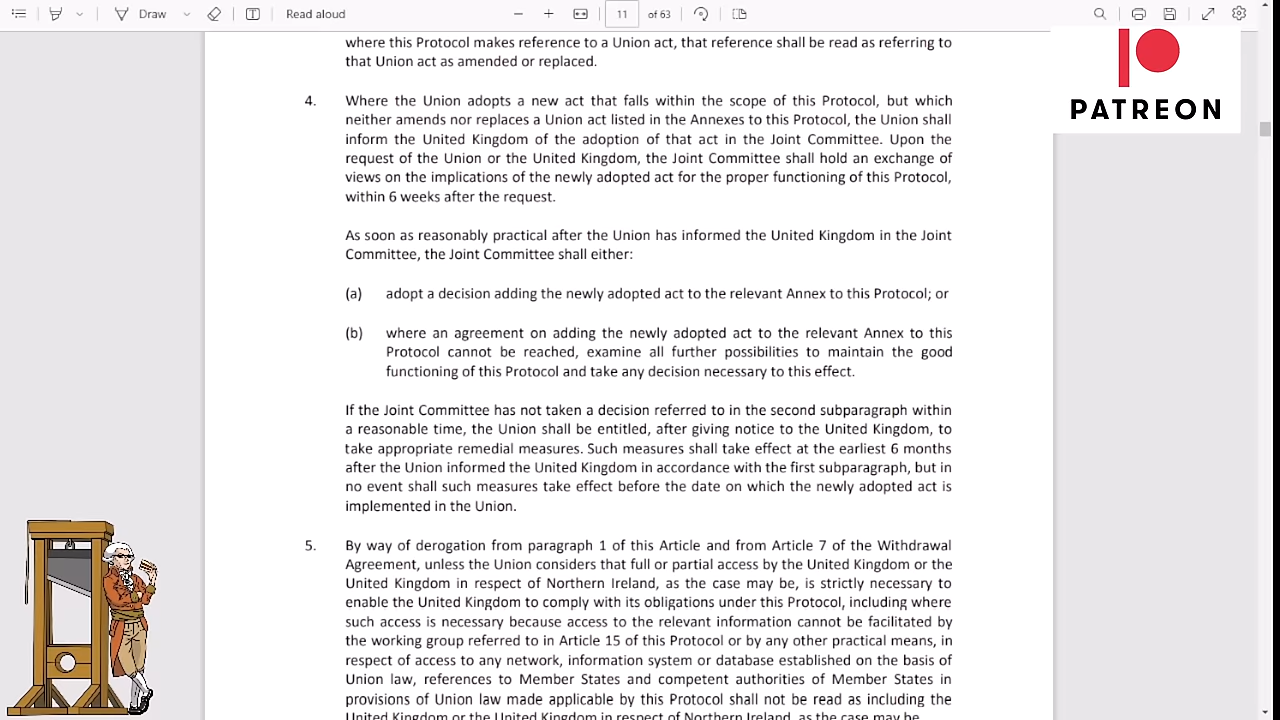 Draw
Read aloud
11
of 63
where this Protocol makes reference to a Union act, that reference shall be read as referring to
that Union act as amended or replaced.
PATREON
4. Where the Union adopts a new act that falls within the scope of this Protocol, but which
neither amends nor replaces a Union act listed in the Annexes to this Protocol, the Union shall
inform the United Kingdom of the adoption of that act in the Joint Committee. Upon the
request of the Union or the United Kingdom, the Joint Committee shall hold an exchange of
views on the implications of the newly adopted act for the proper functioning of this Protocol,
within 6 weeks after the request.
As soon as reasonably practical after the Union has informed the United Kingdom in the Joint
Committee, the Joint Committee shall either:
(a) adopt a decision adding the newly adopted act to the relevant Annex to this Protocol; or
(b) where an agreement on adding the newly adopted act to the relevant Annex to this
Protocol cannot be reached, examine all further possibilities to maintain the good
functioning of this Protocol and take any decision necessary to this effect.
If the Joint Committee has not taken a decision referred to in the second subparagraph within
a reasonable time, the Union shall be entitled, after giving notice to the United Kingdom, to
take appropriate remedial measures. Such measures shall take effect at the earliest 6 months
after the Union informed the United Kingdom in accordance with the first subparagraph, but in
no event shall such measures take effect before the date on which the newly adopted act is
implemented in the Union.
5. By way of derogation from paragraph 1 of this Article and from Article 7 of the Withdrawal
Agreement, unless the Union considers that full or partial access by the United Kingdom or the
United Kingdom in respect of Northern Ireland, as the case may be, is strictly necessary to
enable the United Kingdom to comply with its obligations under this Protocol, including where
such access is necessary because access to the relevant information cannot be facilitated by
the working group referred to in Article 15 of this Protocol or by any other practical means, in
respect of access to any network, information system or database established on the basis of
Union law, references to Member States and competent authorities of Member States in
provisions of Union law made applicable by this Protocol shall not be read as including the
United Kingdom or the United Kingdom in respect of Northern Ireland, as the case may be.